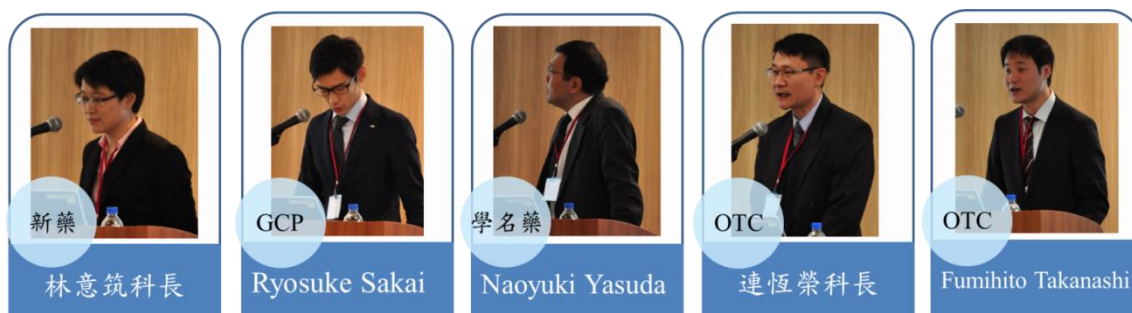 新藥
林意筑科長
GCP
Ryosuke Sakai
學名藥
Naoyuki Yasuda
OTC
連恆榮科長
OTC
Fumihito Takanashi